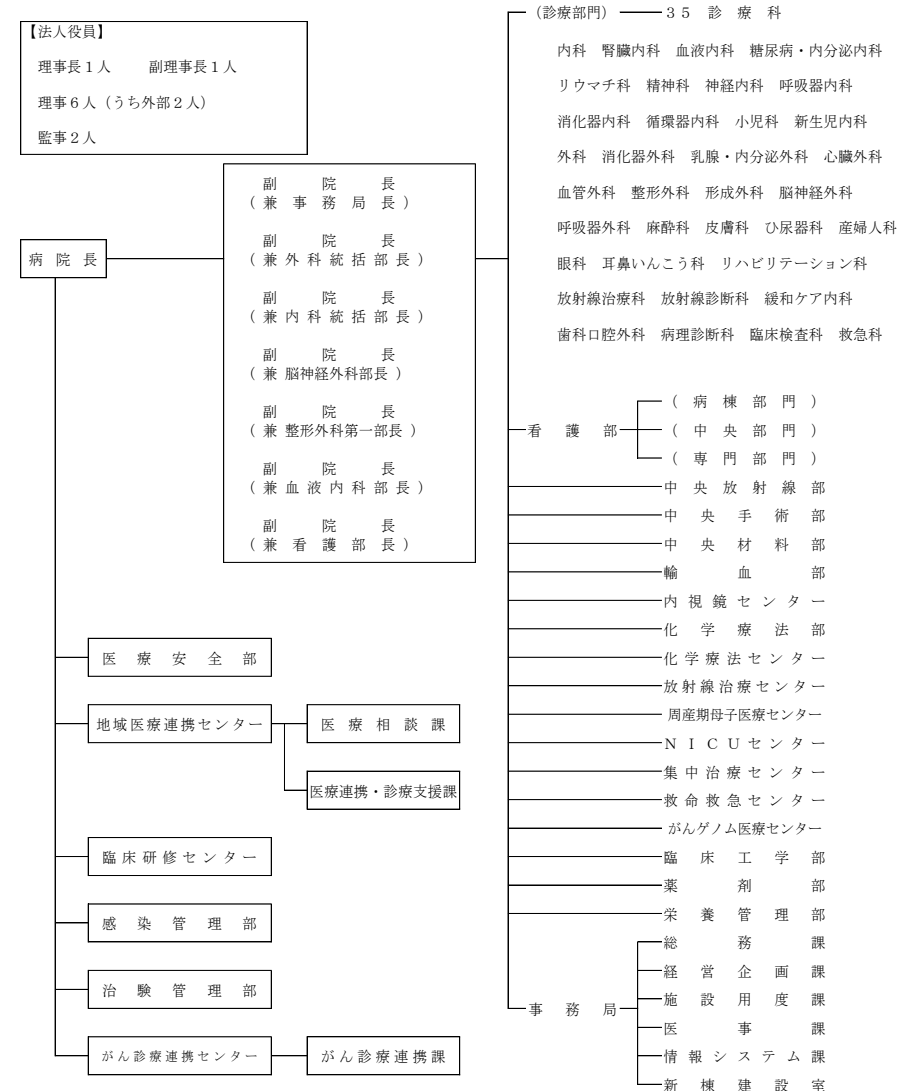 【法人役員】
理事長1人　副理事長1人
理事6人（うち外部2人）
監事2人
病院長
副院長
（兼事務局長）
副院長
（兼外科統括部長）
副院長
（兼内科統括部長）
副院長
（兼脳神経外科部長）
副院長
（兼整形外科第一部長）
副院長
（兼血液内科部長）
副院長
（兼看護部長）
医療安全部
地域医療連携センター
医療相談課
医療連携・診療支援課
臨床研修センター
感染管理部
治験管理部
がん診療連携センター
がん診療連携課
（診療部門）　35診療科
内科　腎臓内科　血液内科　糖尿病・内分泌内科
リウマチ科　精神科　神経内科　呼吸器内科
消化器内科　循環器内科　小児科　新生児内科
外科　消化器外科　乳腺・内分泌外科　心臓外科
血管外科　整形外科　形成外科　脳神経外科
呼吸器外科　麻酔科　皮膚科　ひ尿器科　産婦人科
眼科　耳鼻いんこう科　リハビリテーション科
放射線治療科　放射線診断科　緩和ケア内科
歯科口腔外科　病理診断科　臨床検査科　救急科
看護部
（病棟部門）
（中央部門）
（専門部門）
中央放射線部
中央手術部
中央材料部
輸血部
内視鏡センター
化学療法部
化学療法センター
放射線治療センター
周産期母子医療センター
NICUセンター
集中治療センター
救命救急センター
がんゲノム医療センター
臨床工学部
薬剤部
栄養管理部
事務局
総務課
経営企画課
施設用度課
医事課
情報システム課
新棟建設室